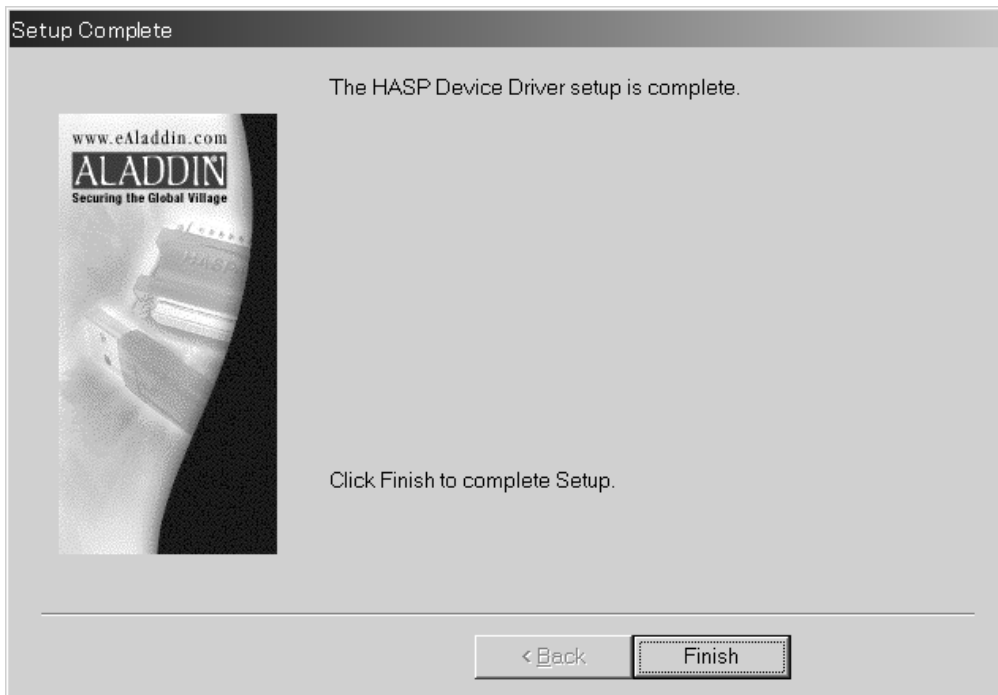 Setup Complete
The HASP Device Driver setup is complete.
www.eAladdin.com
ALADDIN
Securing the Global Village
HASP
Click Finish to complete Setup.
< Back
Finish